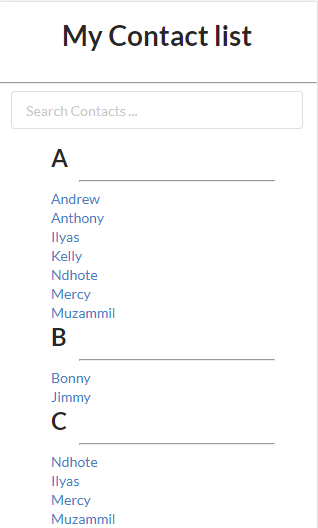 My Contact list
Search Contacts ...
A
Andrew
Anthony
Ilyas
Kelly
Ndhote
Mercy
Muzammil
B
Bonny
Jimmy
C
Ndhote
Ilyas
Mercy
Muzammil